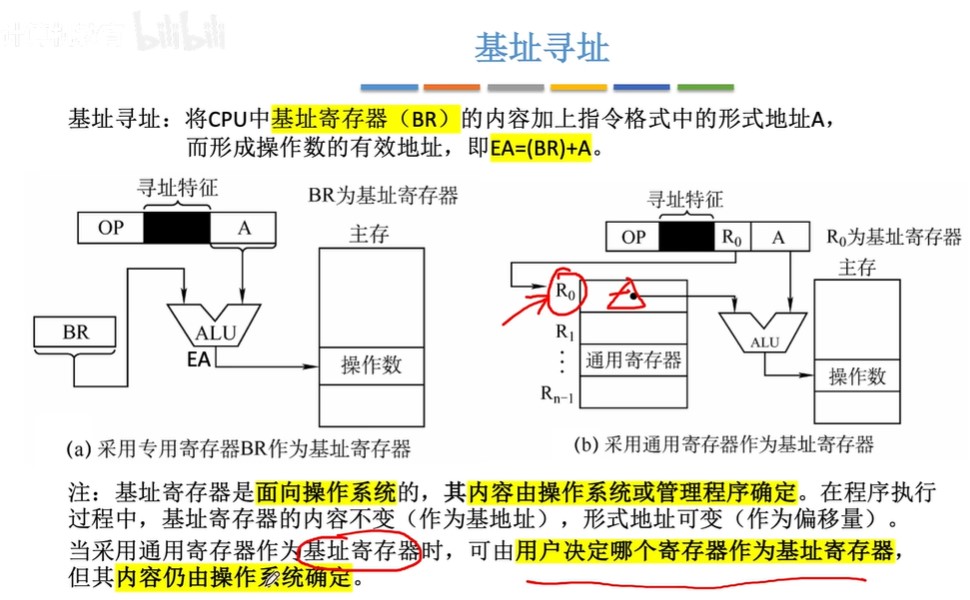 bilibili
基址寻址
基址寻址：将CPU中基址寄存器（BR）的内容加上指令格式中的形式地址A，
而形成操作数的有效地址，即EA=(BR)+A。
寻址特征
BR为基址寄存器
OP
A
主存
BR
ALU
EA
操作数
(a) 采用专用寄存器BR作为基址寄存器
寻址特征
OP
R0
A
R0为基址寄存器
主存
R0
R1
⋮
通用寄存器
Rn−1
ALU
操作数
(b) 采用通用寄存器作为基址寄存器
注：基址寄存器是面向操作系统的，其内容由操作系统或管理程序确定。在程序执行
过程中，基址寄存器的内容不变（作为基地址），形式地址可变（作为偏移量）。
当采用通用寄存器作为基址寄存器时，可由用户决定哪个寄存器作为基址寄存器，
但其内容仍由操作系统确定。